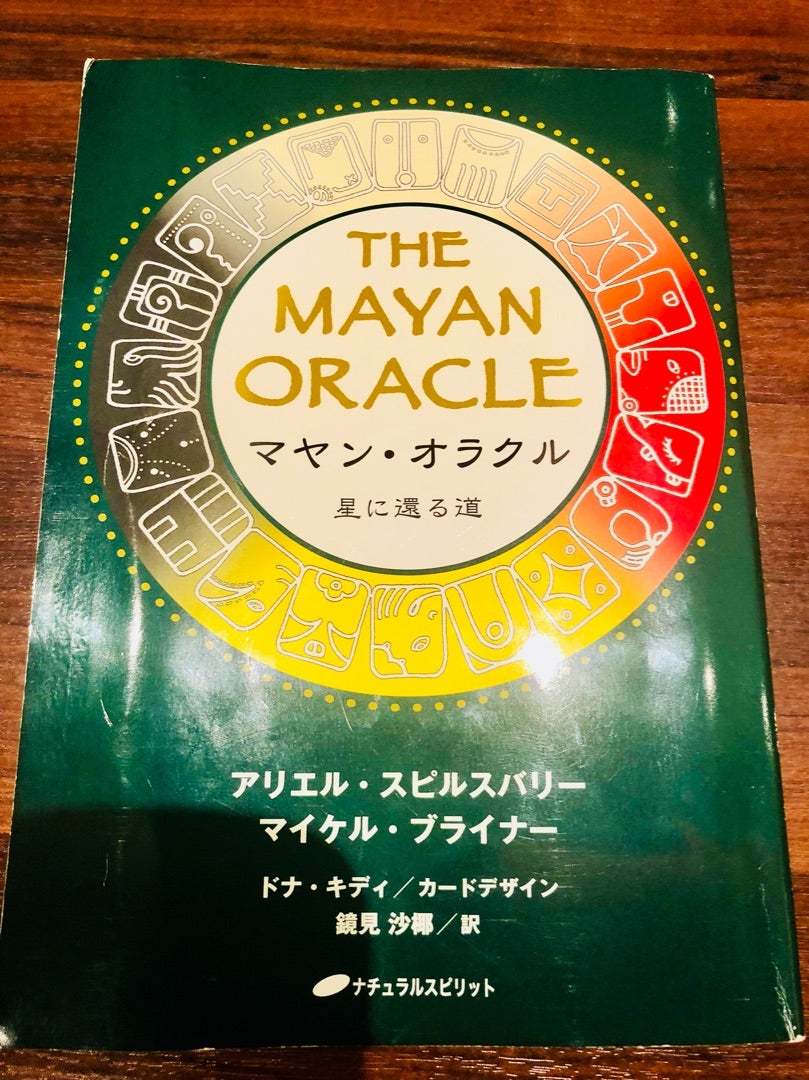 THE
MAYAN
ORACLE
マヤン・オラクル
星に還る道
アリエル・スピルスバリー
マイケル・ブライナー
ドナ・キディ/カードデザイン
鏡見 沙椰/訳
ナチュラルスピリット